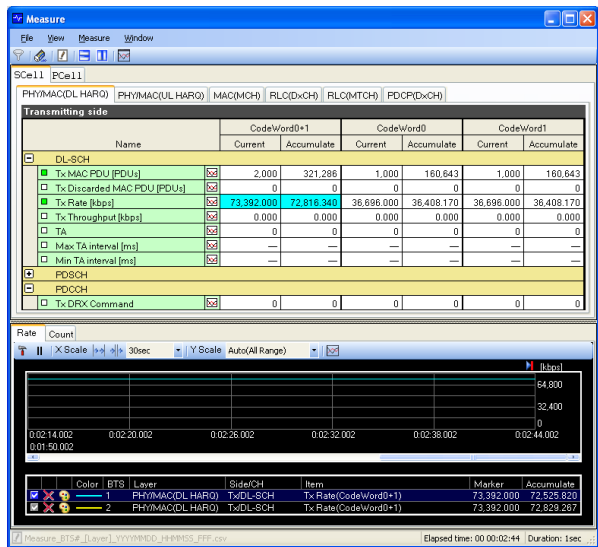 Measure
File View Measure Window
SCell PCell
PHY/MAC(DL HARQ) PHY/MAC(UL HARQ) MAC(MCH) RLC(DxCH) RLC(MTCH) PDCP(DxCH)
Transmitting side
CodeWord0+1 CodeWord0 CodeWord1
Name Current Accumulate Current Accumulate Current Accumulate
DL-SCH
Tx MAC PDU [PDUs] 2,000 321,286 1,000 160,643 1,000 160,643
Tx Discarded MAC PDU [PDUs] 0 0 0 0 0 0
Tx Rate [kbps] 73,392.000 72,816.340 36,696.000 36,408.170 36,696.000 36,408.170
Tx Throughput [kbps] 0.000 0.000 0.000 0.000 0.000 0.000
TA 0 0 0 0 0 0
Max TA interval [ms] — — — — — —
Min TA interval [ms] — — — — — —
PDSCH
PDCCH
Tx DRX Command 0 0 0 0 0 0
Rate Count
X Scale 30sec Y Scale Auto(All Range)
[kbps]
64,800
32,400
0
0:02:14.002 0:02:20.002 0:02:26.002 0:02:32.002 0:02:38.002 0:02:44.002
0:01:50.002
Color BTS Layer Side/CH Item Marker Accumulate
1 PHY/MAC(DL HARQ) Tx/DL-SCH Tx Rate(CodeWord0+1) 73,392.000 72,525.820
2 PHY/MAC(DL HARQ) Tx/DL-SCH Tx Rate(CodeWord0+1) 73,392.000 72,829.267
Measure_BTS#_[Layer]_YYYYMMDD_HHMMSS_FFF.csv Elapsed time: 00 00:02:44 Duration: 1sec